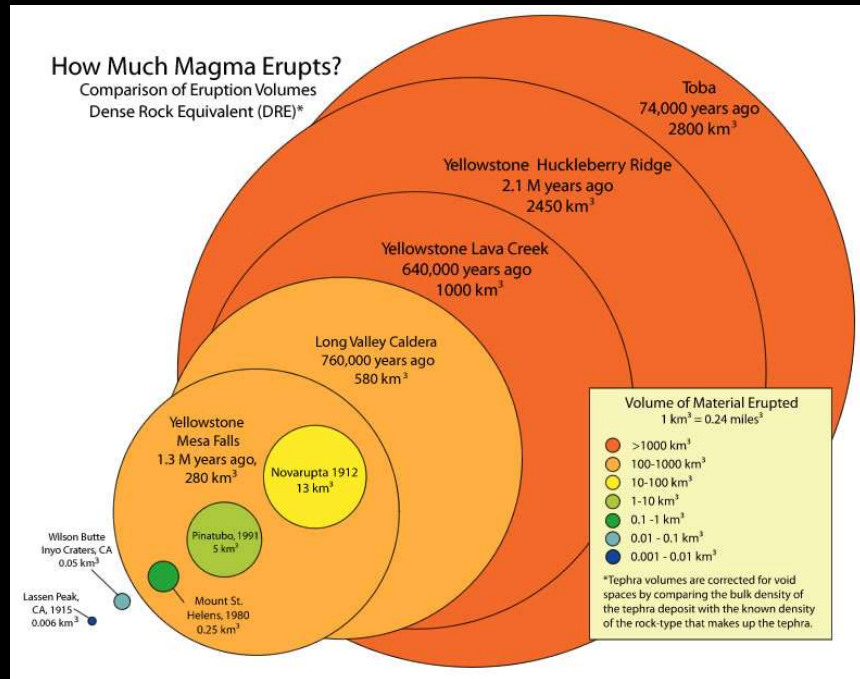 How Much Magma Erupts?
Comparison of Eruption Volumes
Dense Rock Equivalent (DRE)*
Toba
74,000 years ago
2800 km³
Yellowstone Huckleberry Ridge
2.1 M years ago
2450 km³
Yellowstone Lava Creek
640,000 years ago
1000 km³
Long Valley Caldera
760,000 years ago
580 km³
Yellowstone
Mesa Falls
1.3 M years ago,
280 km³
Novarupta 1912
13 km³
Pinatubo, 1991
5 km³
Wilson Butte
Inyo Craters, CA
0.05 km³
Lassen Peak,
CA, 1915
0.006 km³
Mount St.
Helens, 1980
0.25 km³
Volume of Material Erupted
1 km³ = 0.24 miles³
>1000 km³
100-1000 km³
10-100 km³
1-10 km³
0.1 -1 km³
0.01 - 0.1 km³
0.001 - 0.01 km³
*Tephra volumes are corrected for void
spaces by comparing the bulk density of
the tephra deposit with the known density
of the rock-type that makes up the tephra.